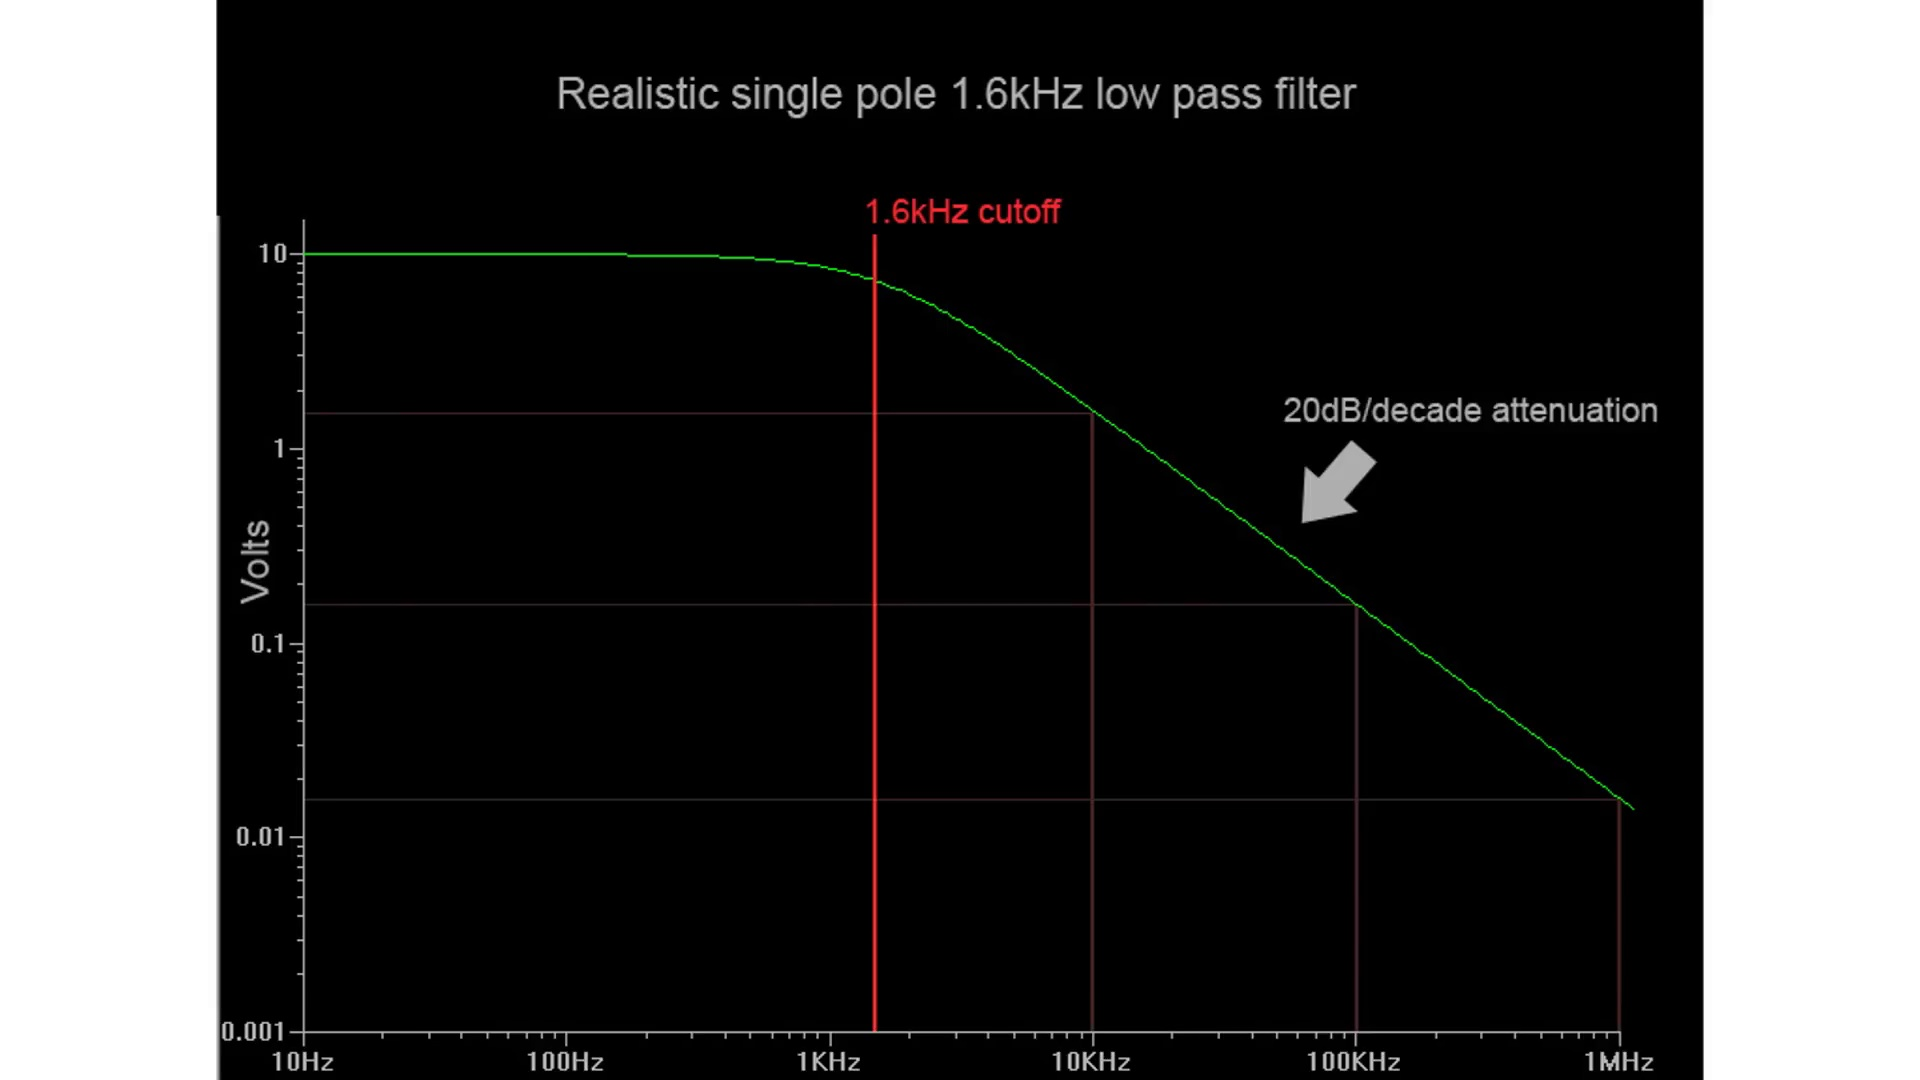 Realistic single pole 1.6kHz low pass filter
1.6kHz cutoff
10
20dB/decade attenuation
1
Volts
0.1
0.01
0.001
10Hz 100Hz 1KHz 10KHz 100KHz 1MHz